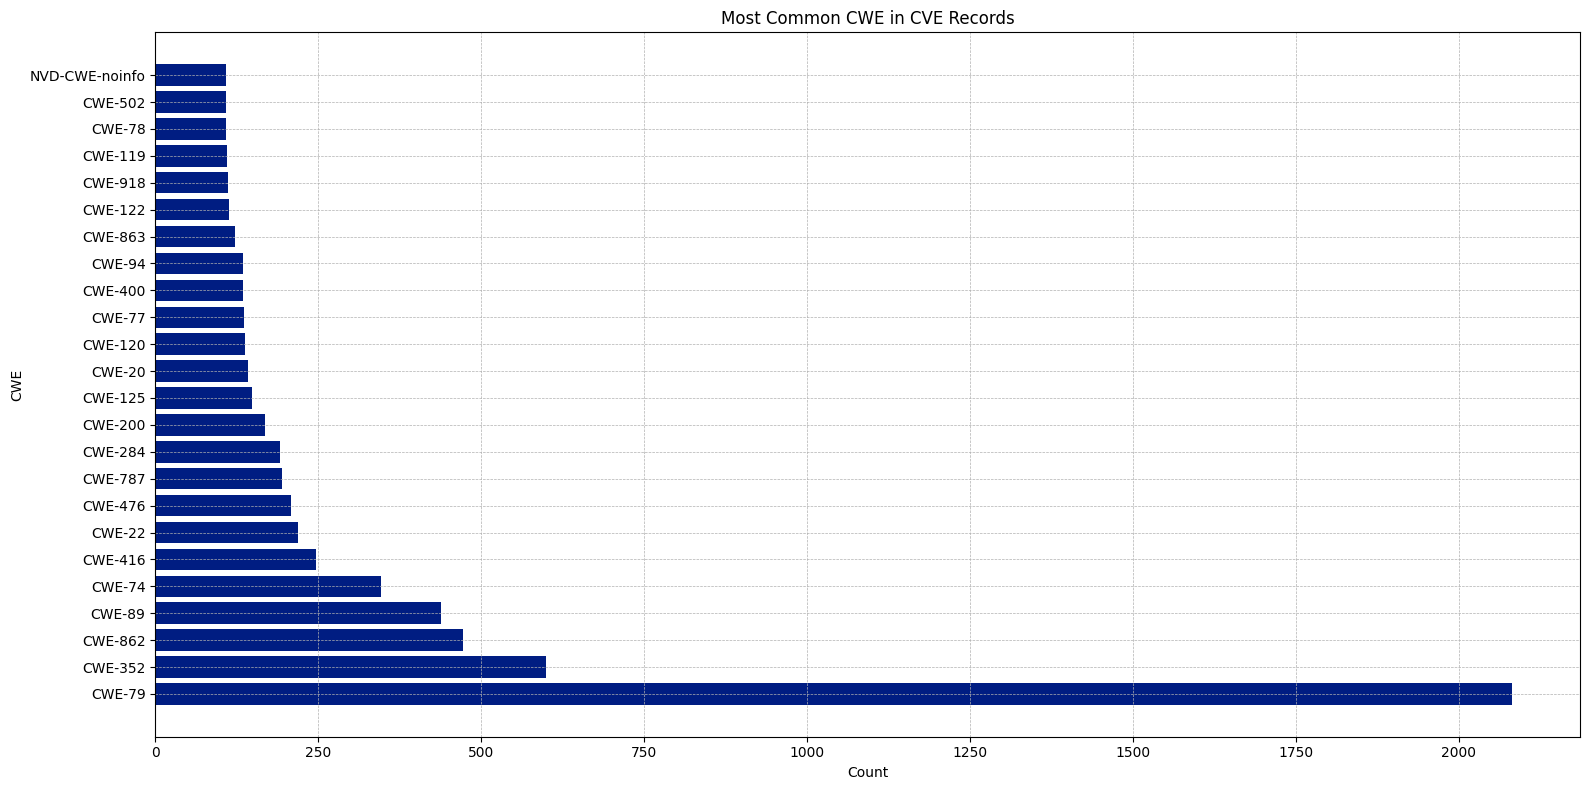 Most Common CWE in CVE Records
NVD-CWE-noinfo
CWE-502
CWE-78
CWE-119
CWE-918
CWE-122
CWE-863
CWE-94
CWE-400
CWE-77
CWE-120
CWE-20
CWE-125
CWE-200
CWE-284
CWE-787
CWE-476
CWE-22
CWE-416
CWE-74
CWE-89
CWE-862
CWE-352
CWE-79
CWE
0 250 500 750 1000 1250 1500 1750 2000
Count